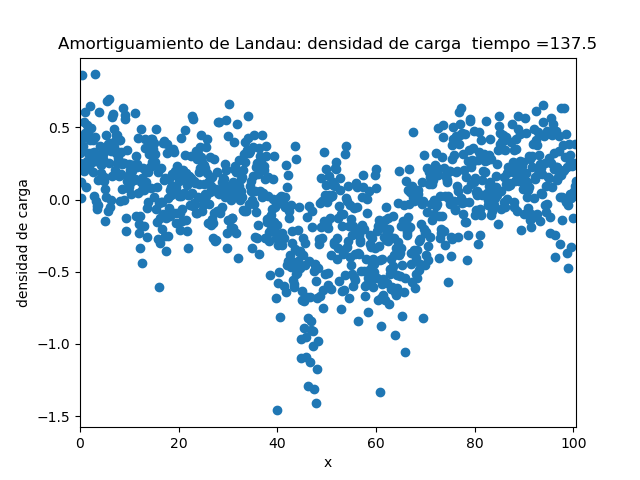 Amortiguamiento de Landau: densidad de carga  tiempo =137.5
densidad de carga
0.5
0.0
−0.5
−1.0
−1.5
0 20 40 60 80 100
x